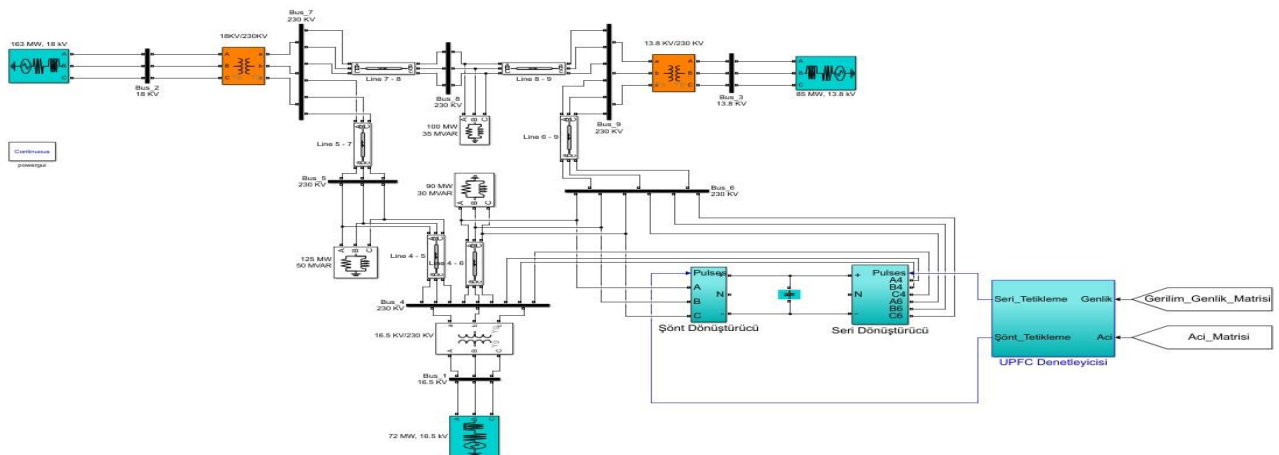 163 MW, 18 kV
A
B
C
Bus_2
18 KV
18KV/230KV
A
B
C
a
b
c
Bus_7
230 KV
Line 7 - 8
Bus_8
230 KV
Line 8 - 9
Bus_9
230 KV
13.8 KV/230 KV
Bus_3
13.8 KV
A
B
C
85 MW, 13.8 kV
Continuous
powergui
100 MW
35 MVAR
A
B
C
Line 5 - 7
Line 6 - 9
Bus_5
230 KV
90 MW
30 MVAR
A
B
C
Bus_6
230 KV
125 MW
50 MVAR
A
B
C
Line 4 - 5
Line 4 - 6
Bus_4
230 KV
16.5 KV/230 KV
A
B
C
Bus_1
16.5 KV
A
B
C
72 MW, 16.5 kV
Pulses
A
B
C
+
N
-
Şönt Dönüştürücü
Pulses
+
N
-
A4
B4
C4
A6
B6
C6
Seri Dönüştürücü
Seri_Tetikleme
Genlik
Şönt_Tetikleme
Aci
UPFC Denetleyicisi
Gerilim_Genlik_Matrisi
Aci_Matrisi